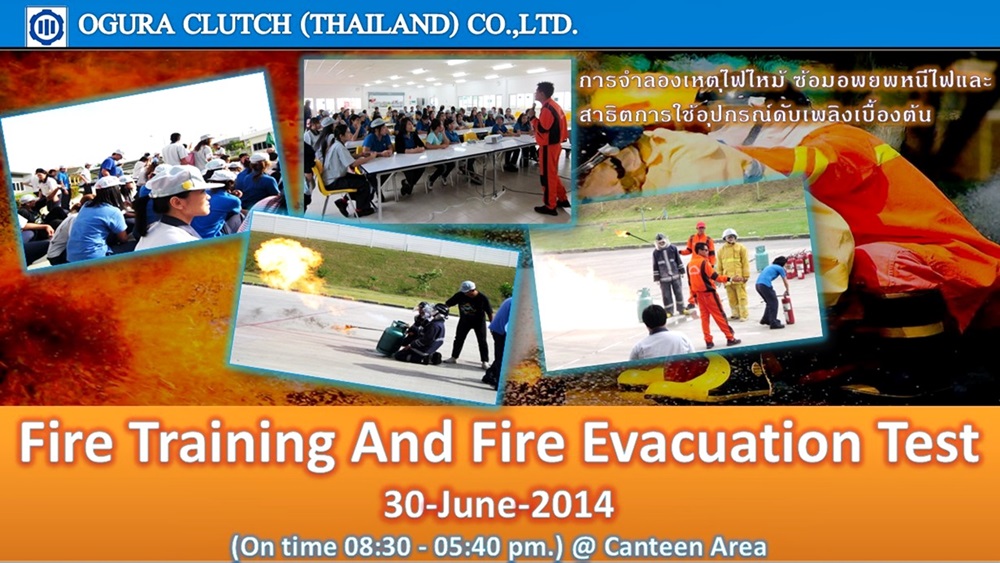 OGURA CLUTCH (THAILAND) CO.,LTD.
การจำลองเหตุไฟไหม้ ซ้อมอพยพหนีไฟและ
สาธิตการใช้อุปกรณ์ดับเพลิงเบื้องต้น
Fire Training And Fire Evacuation Test
30-June-2014
(On time 08:30 - 05:40 pm.) @ Canteen Area